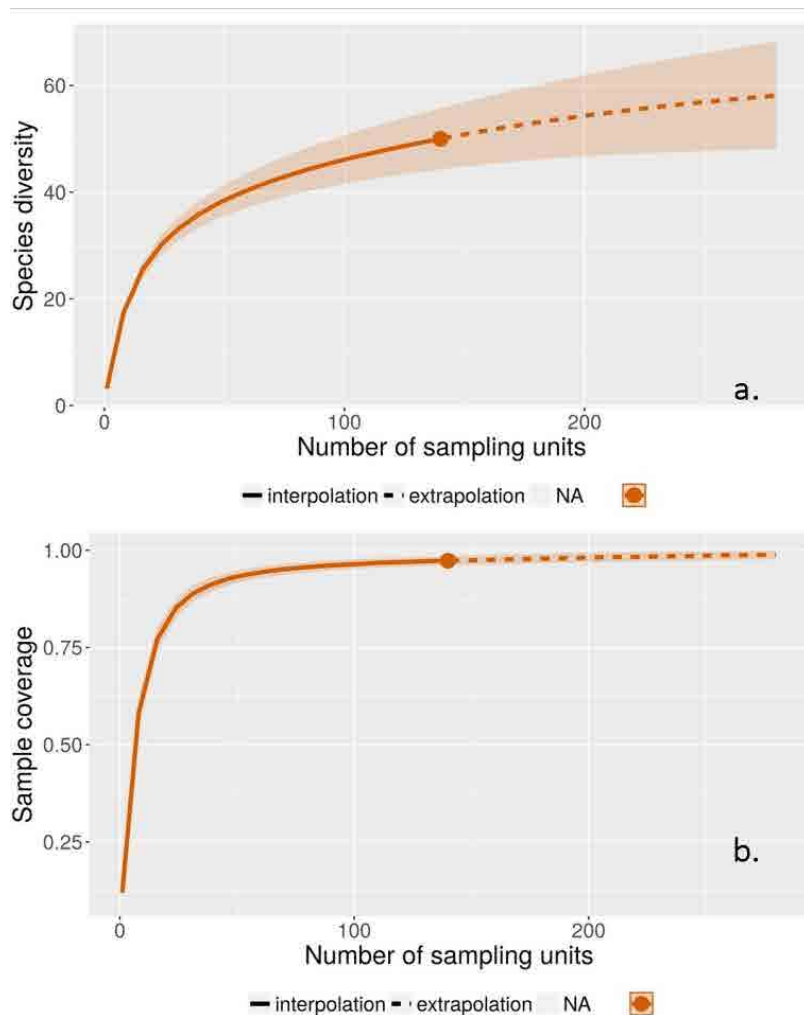 60
40
20
0
Species diversity
0 100 200
a.
Number of sampling units
interpolation extrapolation NA
1.00
0.75
0.50
0.25
Sample coverage
0 100 200
b.
Number of sampling units
interpolation extrapolation NA